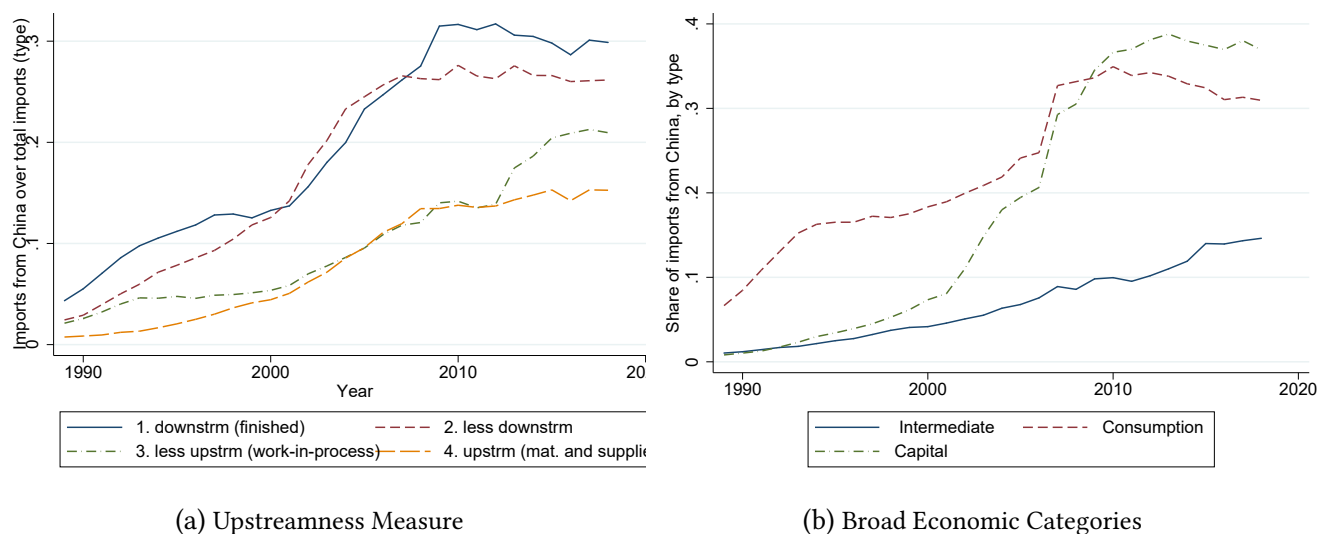 Imports from China over total imports (type)
.3
.2
.1
0
1990
2000
2010
20
Year
1. downstrm (finished)
2. less downstrm
3. less upstrm (work-in-process)
4. upstrm (mat. and supplie
(a) Upstreamness Measure
Share of imports from China, by type
.4
.3
.2
.1
0
1990
2000
2010
2020
Intermediate
Consumption
Capital
(b) Broad Economic Categories